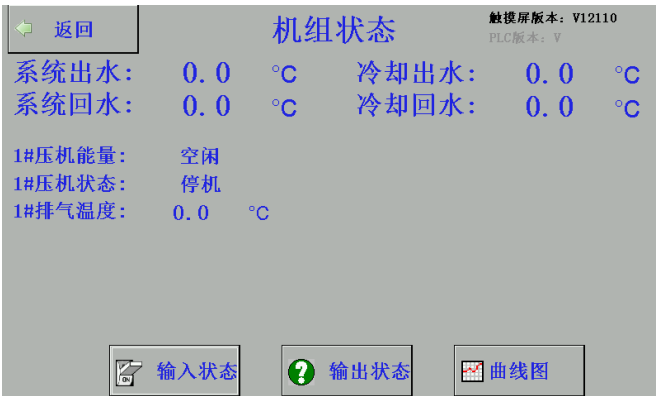 返回
机组状态
触摸屏版本：V12110
PLC版本：V
系统出水： 0.0 °C 冷却出水： 0.0 °C
系统回水： 0.0 °C 冷却回水： 0.0 °C
1#压机能量： 空闲
1#压机状态： 停机
1#排气温度： 0.0 °C
ON 输入状态 ? 输出状态 曲线图